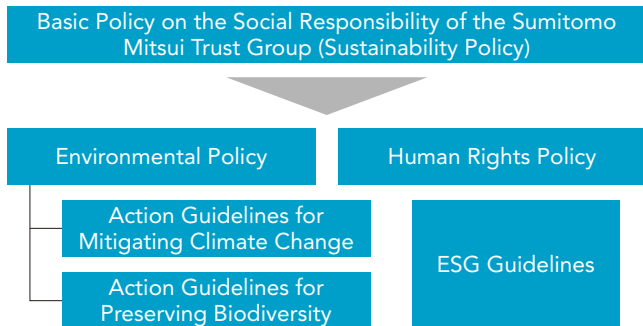 Basic Policy on the Social Responsibility of the Sumitomo
Mitsui Trust Group (Sustainability Policy)
Environmental Policy
Human Rights Policy
Action Guidelines for
Mitigating Climate Change
ESG Guidelines
Action Guidelines for
Preserving Biodiversity